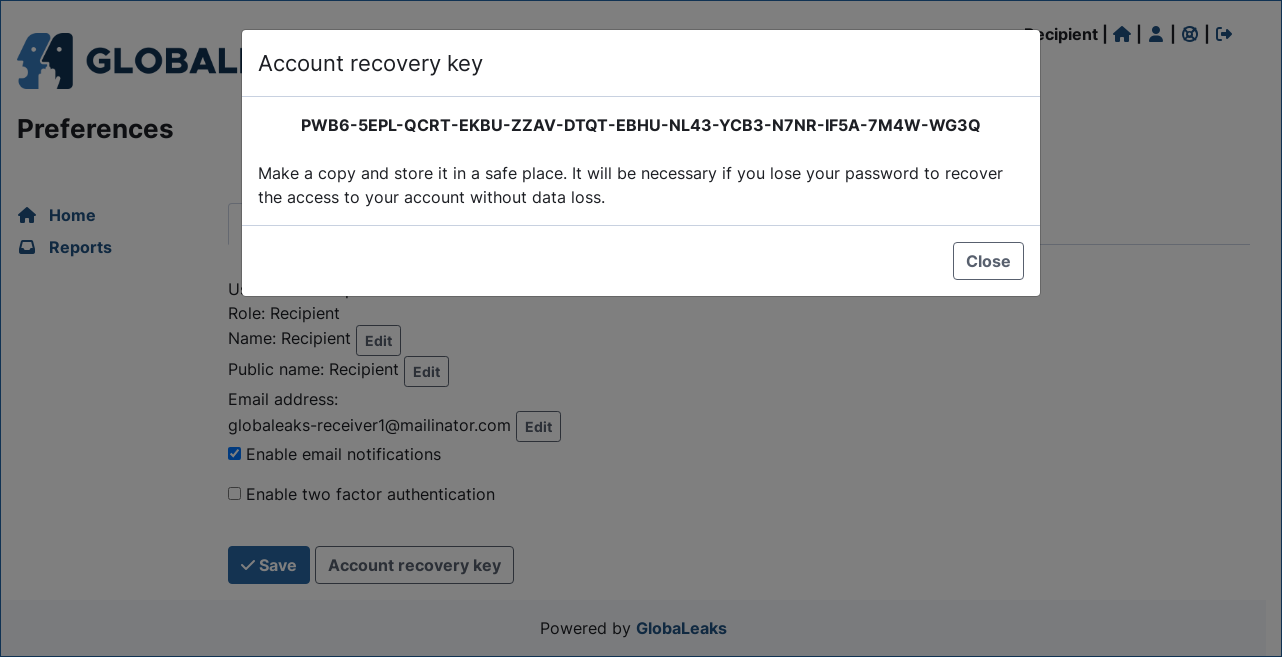 GLOBAL
Recipient | | | |
Account recovery key
PWB6-5EPL-QCRT-EKBU-ZZAV-DTQT-EBHU-NL43-YCB3-N7NR-IF5A-7M4W-WG3Q
Make a copy and store it in a safe place. It will be necessary if you lose your password to recover
the access to your account without data loss.
Close
Preferences
Home
Reports
Role: Recipient
Name: Recipient Edit
Public name: Recipient Edit
Email address:
globaleaks-receiver1@mailinator.com Edit
Enable email notifications
Enable two factor authentication
Save Account recovery key
Powered by GlobaLeaks